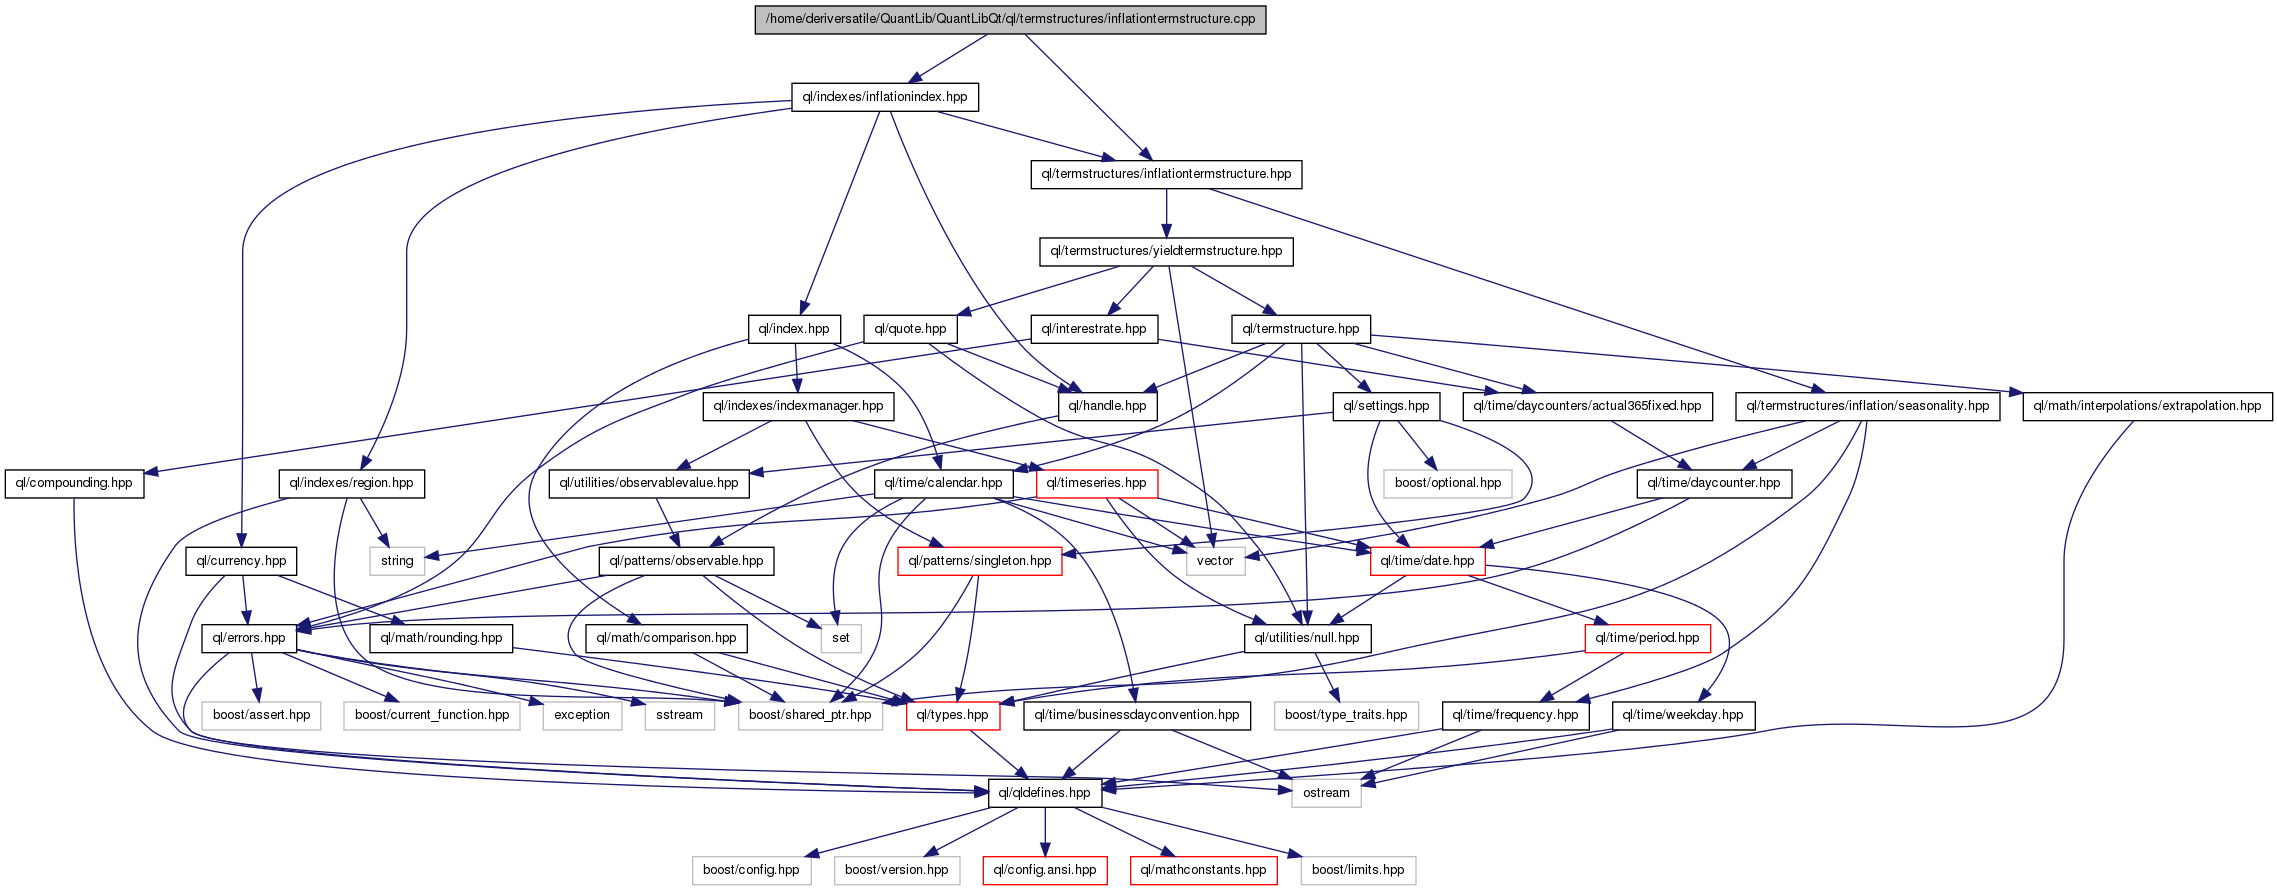 /home/deriversatile/QuantLib/QuantLibQt/ql/termstructures/inflationtermstructure.cpp
ql/indexes/inflationindex.hpp
ql/termstructures/inflationtermstructure.hpp
ql/termstructures/yieldtermstructure.hpp
ql/index.hpp
ql/quote.hpp
ql/interestrate.hpp
ql/termstructure.hpp
ql/indexes/indexmanager.hpp
ql/handle.hpp
ql/settings.hpp
ql/time/daycounters/actual365fixed.hpp
ql/termstructures/inflation/seasonality.hpp
ql/math/interpolations/extrapolation.hpp
ql/compounding.hpp
ql/indexes/region.hpp
ql/utilities/observablevalue.hpp
ql/time/calendar.hpp
ql/timeseries.hpp
boost/optional.hpp
ql/time/daycounter.hpp
ql/currency.hpp
string
ql/patterns/observable.hpp
ql/patterns/singleton.hpp
vector
ql/time/date.hpp
ql/errors.hpp
ql/math/rounding.hpp
ql/math/comparison.hpp
set
ql/utilities/null.hpp
ql/time/period.hpp
boost/assert.hpp
boost/current_function.hpp
exception
sstream
boost/shared_ptr.hpp
ql/types.hpp
ql/time/businessdayconvention.hpp
boost/type_traits.hpp
ql/time/frequency.hpp
ql/time/weekday.hpp
ql/qldefines.hpp
ostream
boost/config.hpp
boost/version.hpp
ql/config.ansi.hpp
ql/mathconstants.hpp
boost/limits.hpp